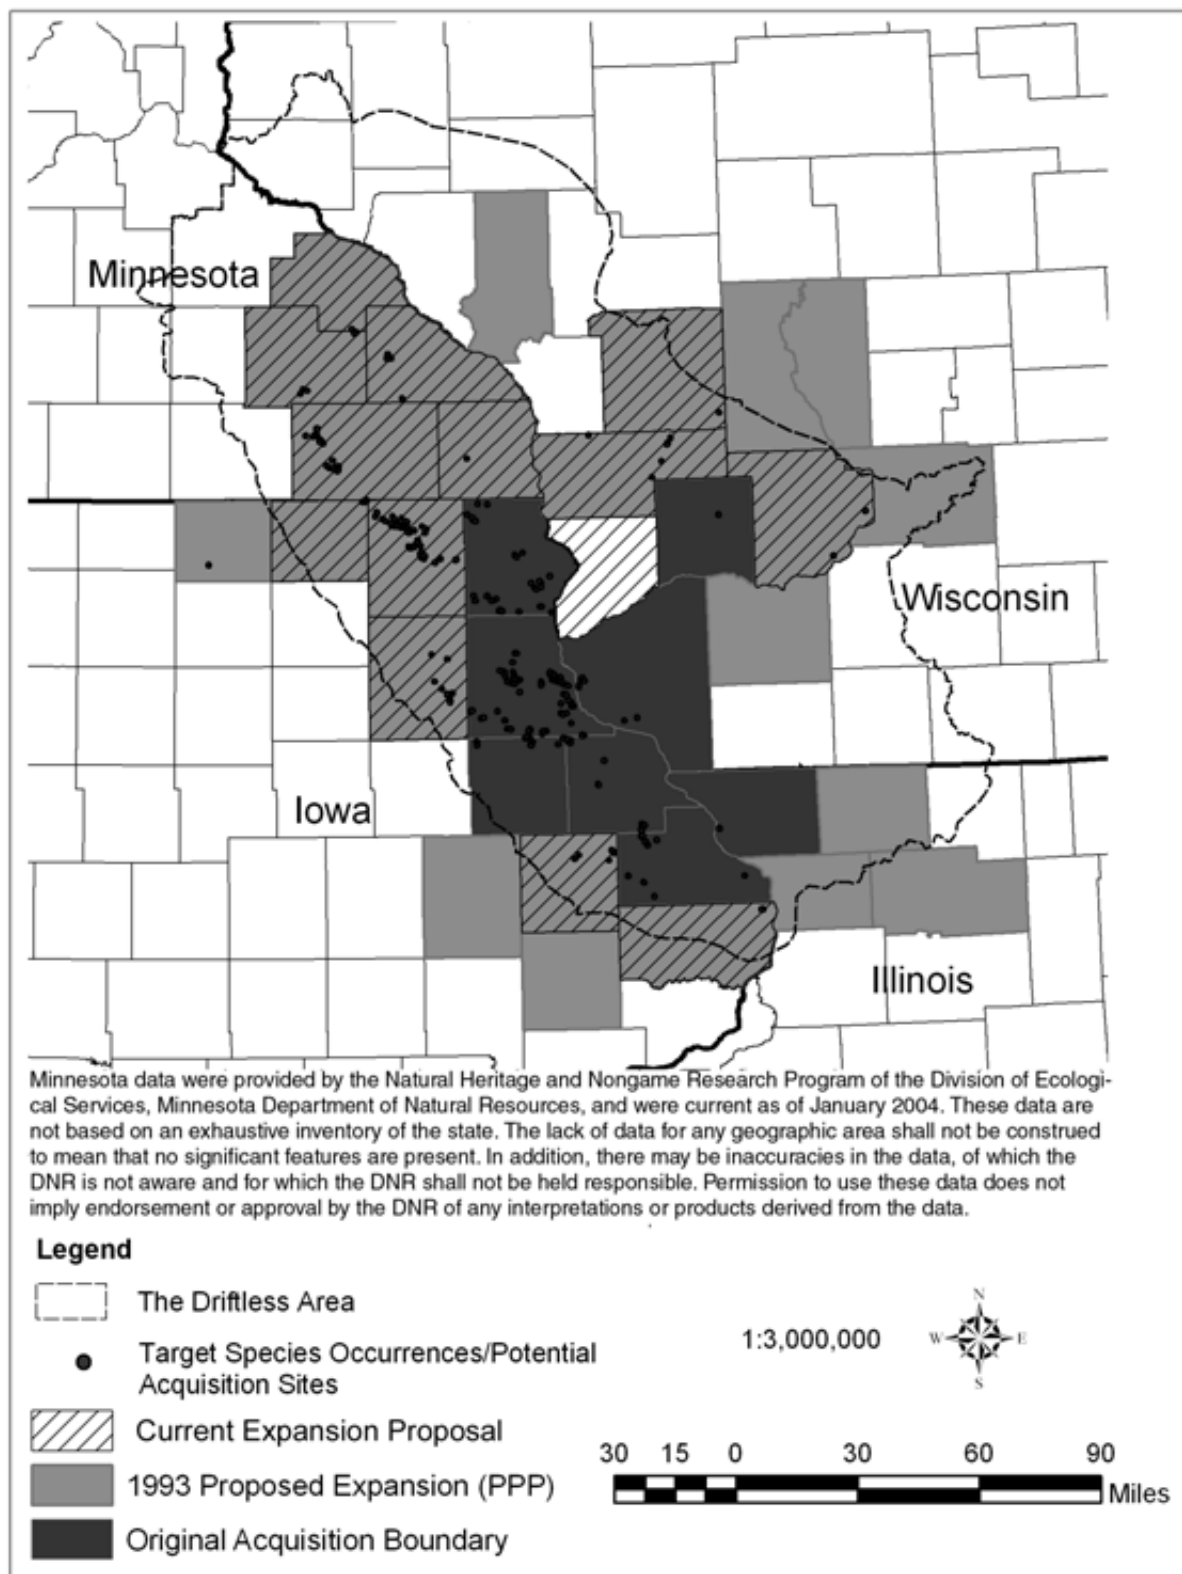 Minnesota
Wisconsin
Iowa
Illinois
Minnesota data were provided by the Natural Heritage and Nongame Research Program of the Division of Ecologi-
cal Services, Minnesota Department of Natural Resources, and were current as of January 2004. These data are
not based on an exhaustive inventory of the state. The lack of data for any geographic area shall not be construed
to mean that no significant features are present. In addition, there may be inaccuracies in the data, of which the
DNR is not aware and for which the DNR shall not be held responsible. Permission to use these data does not
imply endorsement or approval by the DNR of any interpretations or products derived from the data.
Legend
The Driftless Area
Target Species Occurrences/Potential
Acquisition Sites
Current Expansion Proposal
1993 Proposed Expansion (PPP)
Original Acquisition Boundary
1:3,000,000
N
W E
S
30 15 0 30 60 90
Miles